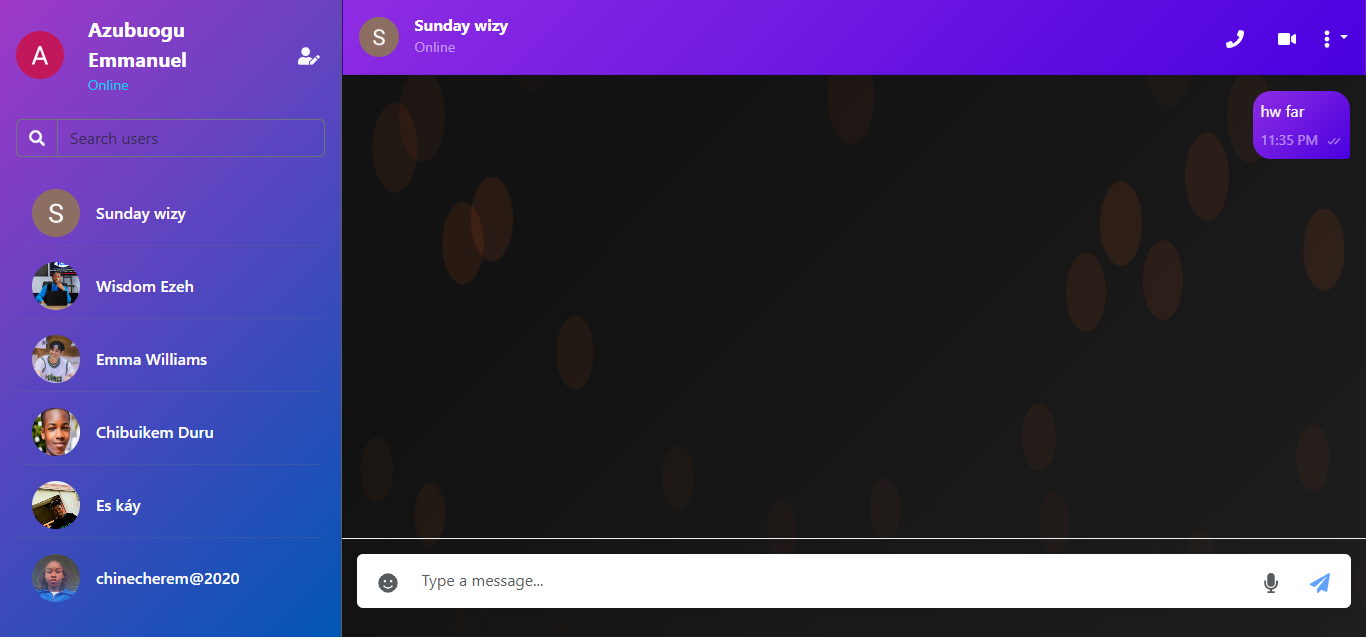 A
Azubuogu
Emmanuel
Online
Search users
S
Sunday wizy
Wisdom Ezeh
Emma Williams
Chibuikem Duru
Es káy
chinecherem@2020
S
Sunday wizy
Online
hw far
11:35 PM
Type a message...